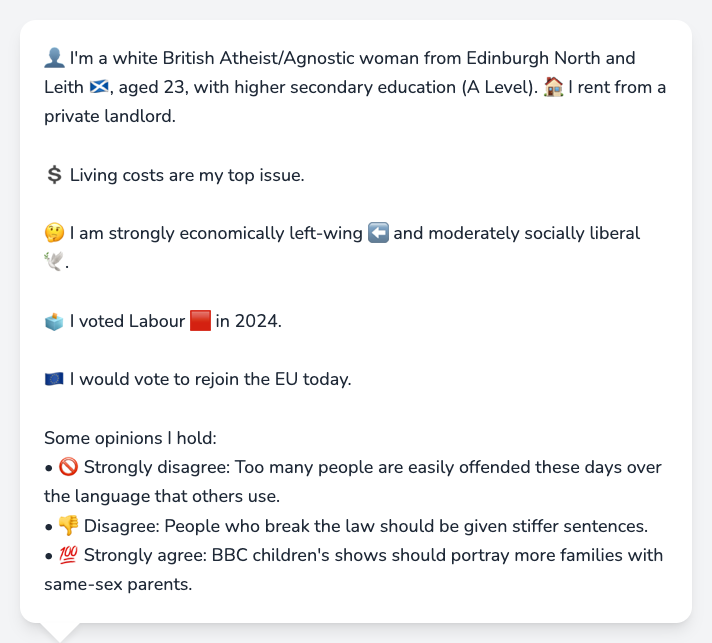 👤 I'm a white British Atheist/Agnostic woman from Edinburgh North and
Leith 🏴󠁧󠁢󠁳󠁣󠁴󠁿, aged 23, with higher secondary education (A Level). 🏠 I rent from a
private landlord.
💲 Living costs are my top issue.
🤔 I am strongly economically left-wing ⬅️ and moderately socially liberal
🕊️.
🗳️ I voted Labour 🟥 in 2024.
🇪🇺 I would vote to rejoin the EU today.
Some opinions I hold:
• 🚫 Strongly disagree: Too many people are easily offended these days over
the language that others use.
• 👎 Disagree: People who break the law should be given stiffer sentences.
• 💯 Strongly agree: BBC children's shows should portray more families with
same-sex parents.